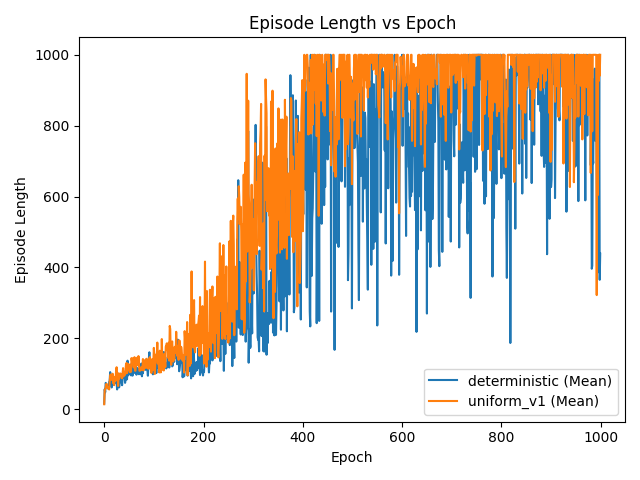 Episode Length vs Epoch
Episode Length
1000
800
600
400
200
0
0 200 400 600 800 1000
Epoch
deterministic (Mean)
uniform_v1 (Mean)